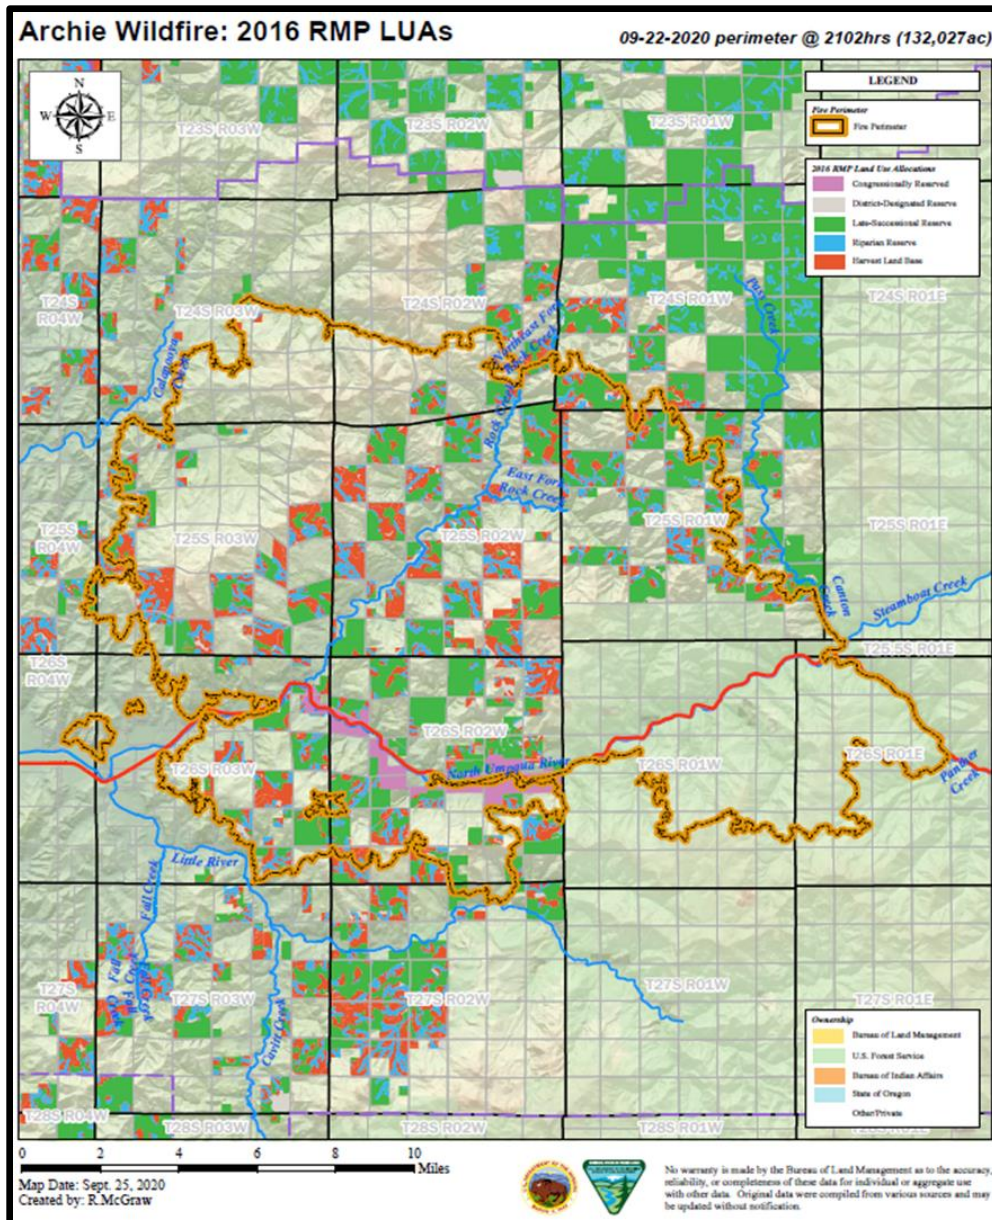 Archie Wildfire: 2016 RMP LUAs
09-22-2020 perimeter @ 2102hrs (132,027ac)
N
W
E
S
LEGEND
Fire Perimeter
Fire Perimeter
2016 RMP Land Use Allocations
Congressionally Reserved
District-Designated Reserve
Late-Successional Reserve
Riparian Reserve
Harvest Land Base
T23S R03W
T23S R02W
T23S R01W
T24S
R04W
T24S R03W
T24S R02W
T24S R01W
T24S R01E
Calapooya
Creek
Northeast Fork
Rock Creek
Pass Creek
Rock Creek
East Fork
Rock Creek
T25S
R04W
T25S R03W
T25S R02W
T25S R01W
T25S R01E
Canton
Creek
Steamboat Creek
T25.5S R01E
T26S
R04W
T26S R03W
T26S R02W
T26S R01W
T26S R01E
North Umpqua River
Panther
Creek
Little River
Fall Creek
T27S
R04W
T27S R03W
T27S R02W
T27S R01W
T27S R01E
T28S R04W
T28S R03W
T28S R02W
T28S R01W
Ownership
Bureau of Land Management
U.S. Forest Service
Bureau of Indian Affairs
State of Oregon
Other/Private
0 2 4 6 8 10
Miles
Map Date: Sept. 25, 2020
Created by: R.McGraw
No warranty is made by the Bureau of Land Management as to the accuracy,
reliability, or completeness of these data for individual or aggregate use
with other data. Original data were compiled from various sources and may
be updated without notification.